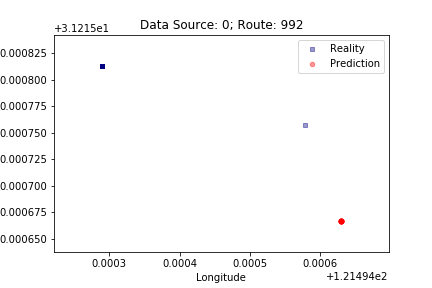 Data Source: 0; Route: 992
+3.1215e1
Reality
Prediction
0.000825
0.000800
0.000775
0.000750
0.000725
0.000700
0.000675
0.000650
0.0003
0.0004
0.0005
0.0006
Longitude
+1.21494e2